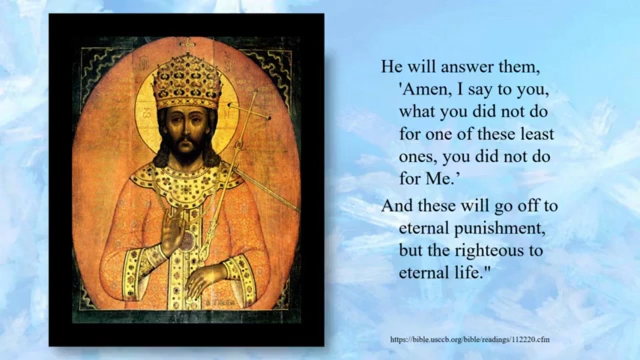 He will answer them,
'Amen, I say to you,
what you did not do
for one of these least
ones, you did not do
for Me.’
And these will go off to
eternal punishment,
but the righteous to
eternal life."
https://bible.usccb.org/bible/readings/112220.cfm